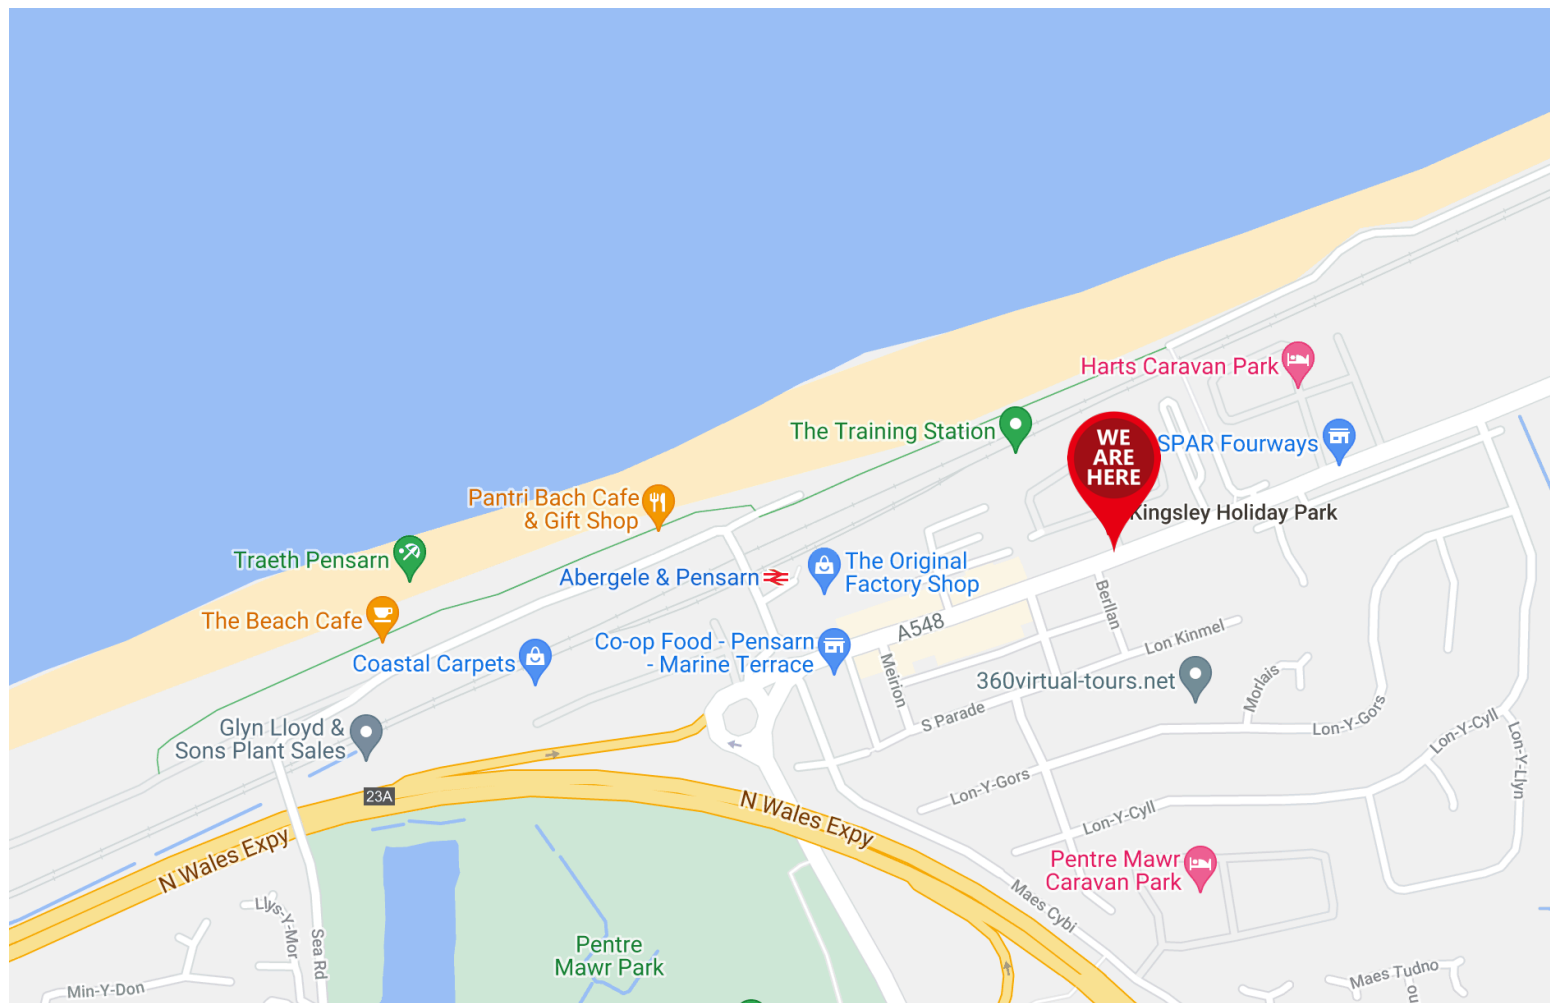 Harts Caravan Park
The Training Station
WE
ARE
HERE
SPAR Fourways
Kingsley Holiday Park
Pantri Bach Cafe
& Gift Shop
Traeth Pensarn
Abergele & Pensarn
The Original
Factory Shop
The Beach Cafe
Coastal Carpets
Co-op Food - Pensarn
- Marine Terrace
A548
Berllan
Lon Kinmel
Meirion
360virtual-tours.net
Morlais
S Parade
Lon-Y-Gors
Lon-Y-Cyll
Lon-Y-Llyn
Glyn Lloyd &
Sons Plant Sales
Lon-Y-Gors
23A
N Wales Expy
Lon-Y-Cyll
N Wales Expy
Pentre Mawr
Caravan Park
Maes Cybi
Llys-Y-Mor
Sea Rd
Pentre
Mawr Park
Maes Tudno
Min-Y-Don